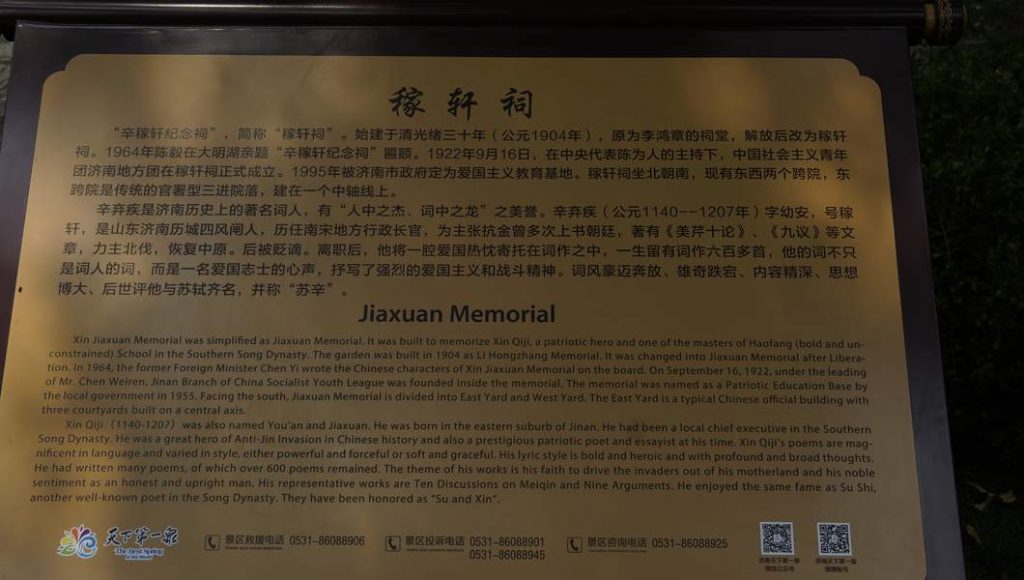 稼轩祠
“辛稼轩纪念祠”，简称“稼轩祠”。始建于清光绪三十年（公元1904年），原为李鸿章的祠堂，解放后改为稼轩
祠。1964年陈毅在大明湖亲题“辛稼轩纪念祠”匾额。1922年9月16日，在中央代表陈为人的主持下，中国社会主义青年
团济南地方团在稼轩祠正式成立。1995年被济南市政府定为爱国主义教育基地。稼轩祠坐北朝南，现有东西两个跨院，东
跨院是传统的官署型三进院落，建在一个中轴线上。
辛弃疾是济南历史上的著名词人，有“人中之杰、词中之龙”之美誉。辛弃疾（公元1140--1207年）字幼安，号稼
轩，是山东济南历城四风闸人，历任南宋地方行政长官，为主张抗金曾多次上书朝廷，著有《美芹十论》、《九议》等文
章，力主北伐，恢复中原。后被贬谪。离职后，他将一腔爱国热忱寄托在词作之中，一生留有词作六百多首，他的词不只
是词人的词，而是一名爱国志士的心声，抒写了强烈的爱国主义和战斗精神。词风豪迈奔放、雄奇跌宕、内容精深、思想
博大、后世评他与苏轼齐名，并称“苏辛”。
Jiaxuan Memorial
Xin Jiaxuan Memorial was simplified as Jiaxuan Memorial. It was built to memorize Xin Qiji, a patriotic hero and one of the masters of Haofang (bold and un-
constrained) School in the Southern Song Dynasty. The garden was built in 1904 as Li Hongzhang Memorial. It was changed into Jiaxuan Memorial after Libera-
tion. In 1964, the former Foreign Minister Chen Yi wrote the Chinese characters of Xin Jiaxuan Memorial on the board. On September 16, 1922, under the leading
of Mr. Chen Weiren, Jinan Branch of China Socialist Youth League was founded inside the memorial. The memorial was named as a Patriotic Education Base by
the local government in 1955. Facing the south, Jiaxuan Memorial is divided into East Yard and West Yard. The East Yard is a typical Chinese official building with
three courtyards built on a central axis.
Xin Qiji（1140-1207）was also named You'an and Jiaxuan. He was born in the eastern suburb of Jinan. He had been a local chief executive in the Southern
Song Dynasty. He was a great hero of Anti-Jin Invasion in Chinese history and also a prestigious patriotic poet and essayist at his time. Xin Qiji's poems are mag-
nificent in language and varied in style, either powerful and forceful or soft and graceful. His lyric style is bold and heroic and with profound and broad thoughts.
He had written many poems, of which over 600 poems remained. The theme of his works is his faith to drive the invaders out of his motherland and his noble
sentiment as an honest and upright man. His representative works are Ten Discussions on Meiqin and Nine Arguments. He enjoyed the same fame as Su Shi,
another well-known poet in the Song Dynasty. They have been honored as "Su and Xin".
天下第一泉
The Best Spring
景区救援电话 0531-86088906
景区投诉电话 0531-86088901
0531-86088945
景区咨询电话 0531-86088925
济南天下第一泉
济南天下第一泉